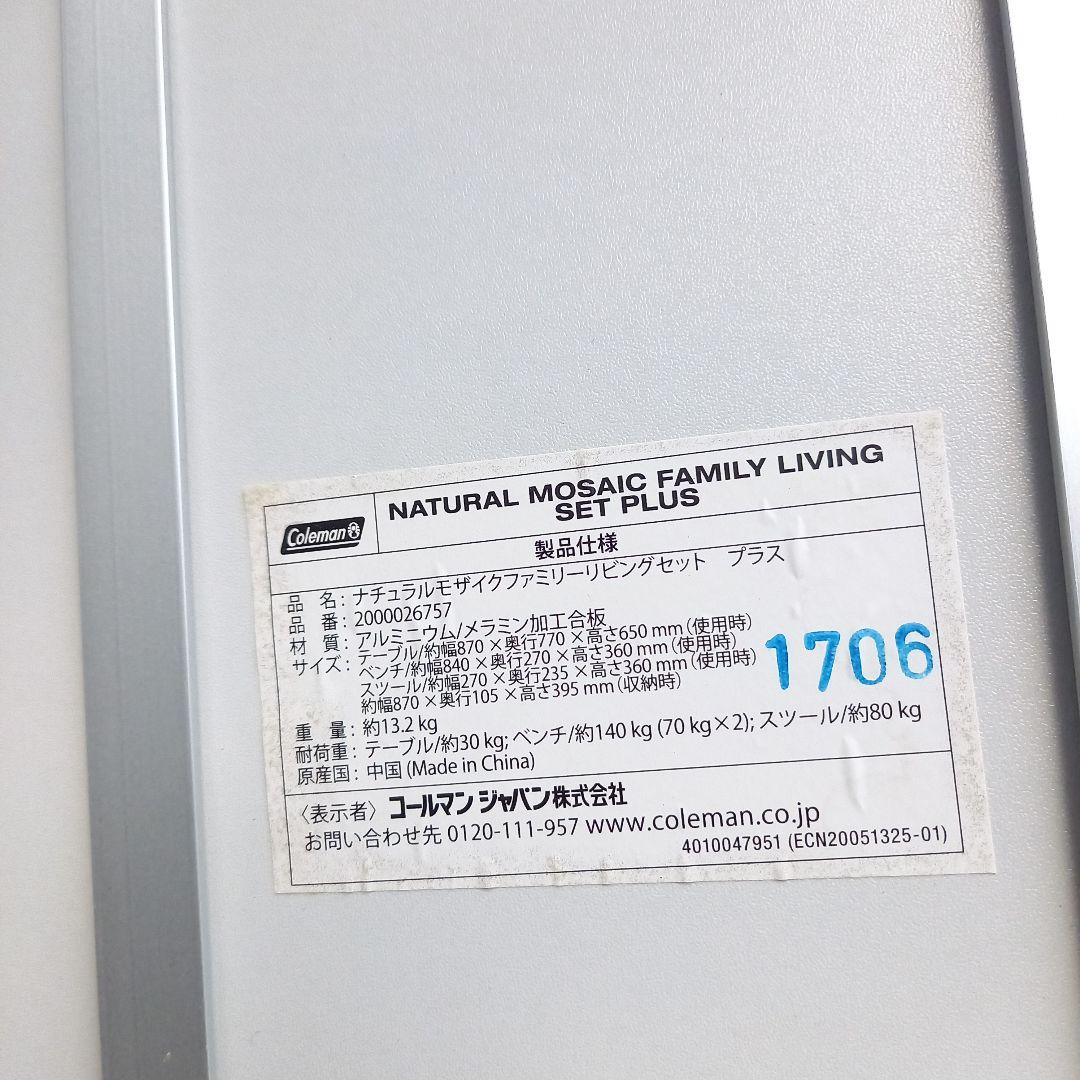 Coleman
NATURAL MOSAIC FAMILY LIVING
SET PLUS
製品仕様
品 名：ナチュラルモザイクファミリーリビングセット プラス
品 番：2000026757
材 質：アルミニウム/メラミン加工合板
サイズ：テーブル/約幅870×奥行770×高さ650 mm（使用時）
ベンチ/約幅840×奥行270×高さ360 mm（使用時）
スツール/約幅270×奥行235×高さ360 mm（使用時）
約幅870×奥行105×高さ395 mm（収納時）
1706
重 量：約13.2 kg
耐荷重：テーブル/約30 kg; ベンチ/約140 kg (70 kg×2); スツール/約80 kg
原産国：中国 (Made in China)
〈表示者〉コールマン ジャパン株式会社
お問い合わせ先 0120-111-957 www.coleman.co.jp
4010047951 (ECN20051325-01)